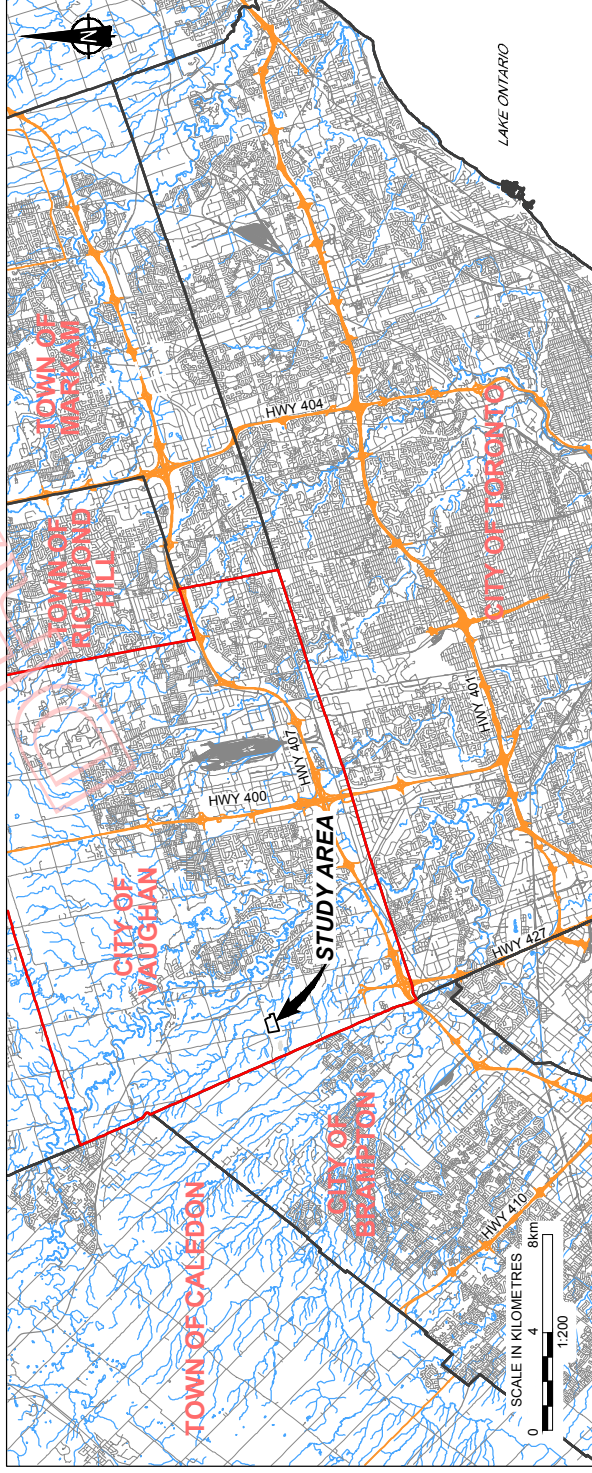 N
TOWN OF
MARKAM
LAKE ONTARIO
HWY 404
TOWN OF
RICHMOND
HILL
CITY OF TORONTO
HWY 407
HWY 400
HWY 401
CITY OF
VAUGHAN
STUDY AREA
HWY 427
TOWN OF CALEDON
CITY OF
BRAMPTON
HWY 410
SCALE IN KILOMETRES
0 4 8km
1:200